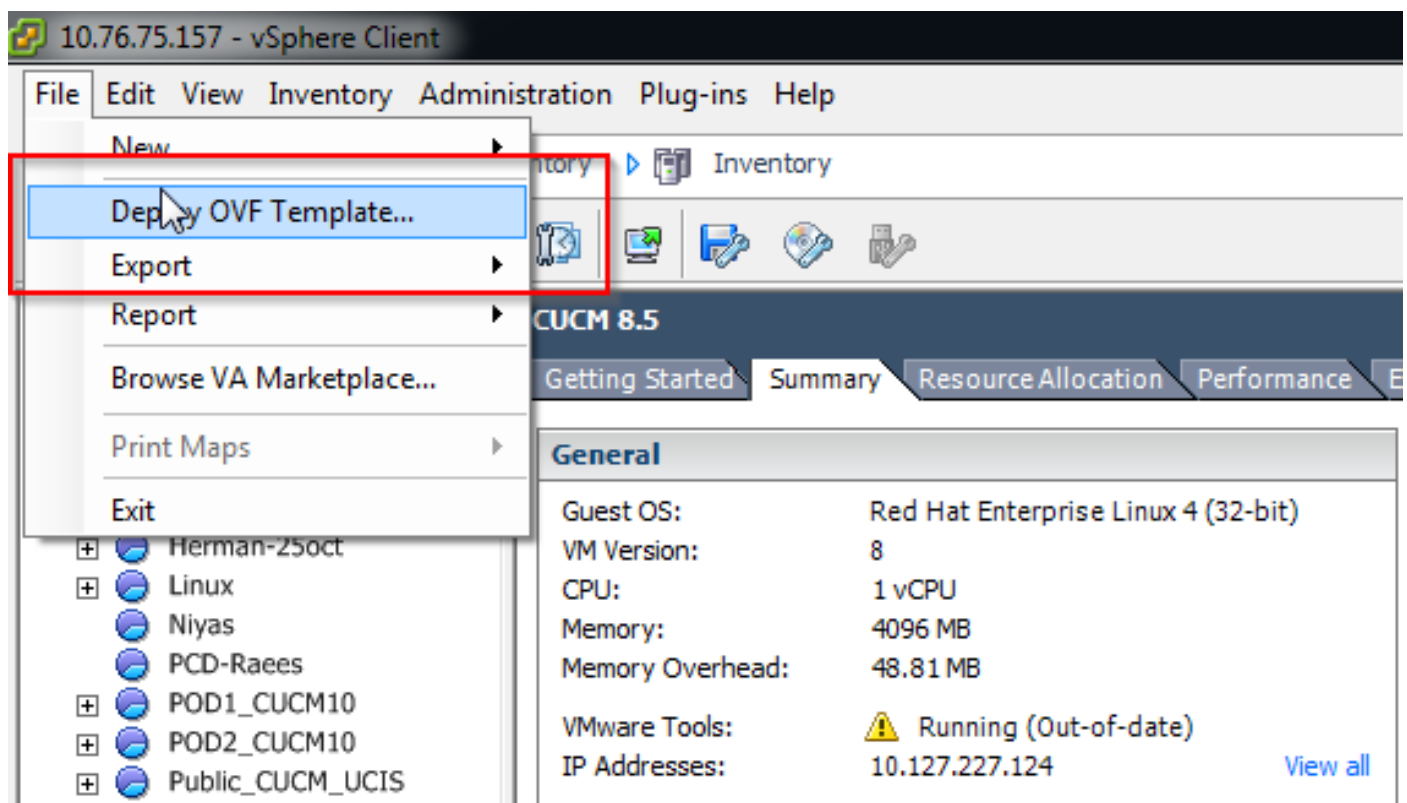 10.76.75.157 - vSphere Client
File Edit View Inventory Administration Plug-ins Help
New
ntory Inventory
Deploy OVF Template...
Export
Report
CUCM 8.5
Browse VA Marketplace...
Getting Started Summary Resource Allocation Performance E
Print Maps
General
Exit
Guest OS: Red Hat Enterprise Linux 4 (32-bit)
Herman-25oct
VM Version: 8
Linux
CPU: 1 vCPU
Niyas
Memory: 4096 MB
PCD-Raees
Memory Overhead: 48.81 MB
POD1_CUCM10
VMware Tools: Running (Out-of-date)
POD2_CUCM10
IP Addresses: 10.127.227.124 View all
Public_CUCM_UCIS